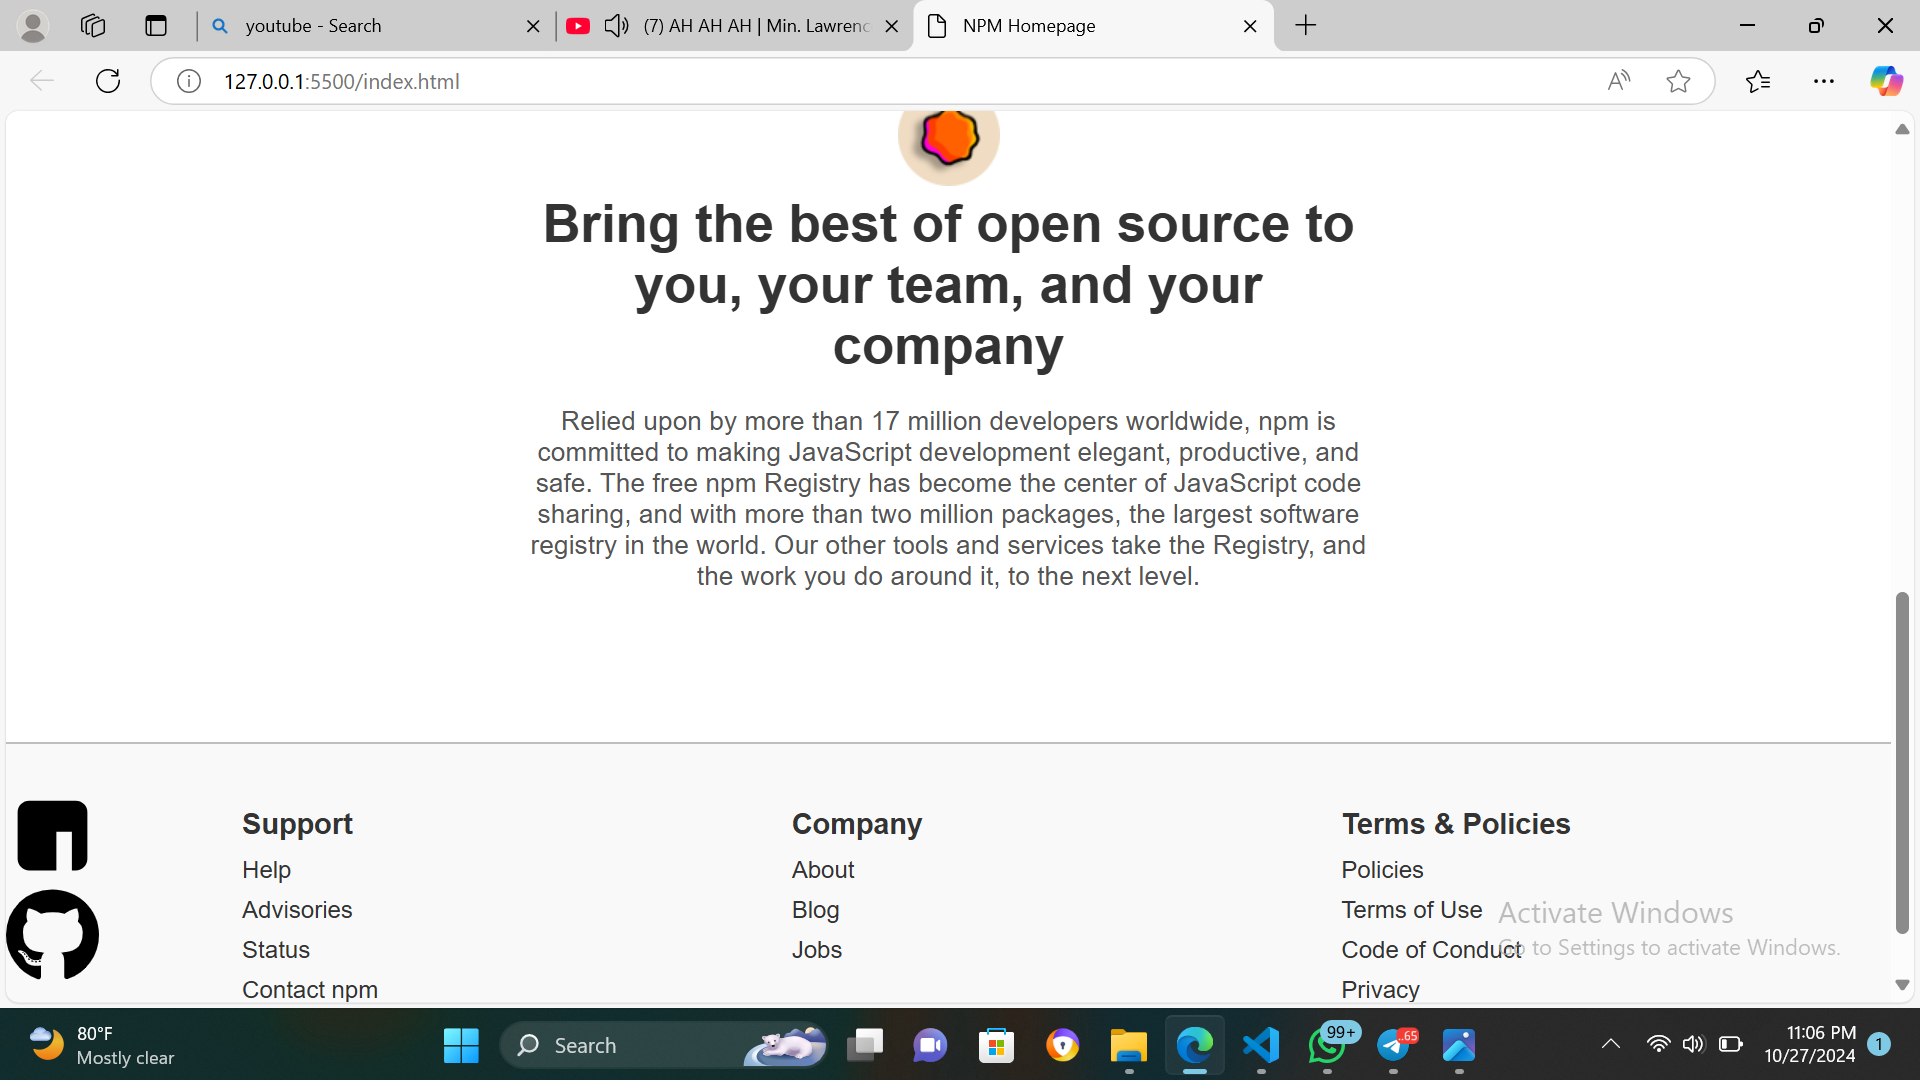 youtube - Search
(7) AH AH AH | Min. Lawrenc
NPM Homepage
127.0.0.1:5500/index.html
Bring the best of open source to
you, your team, and your
company
Relied upon by more than 17 million developers worldwide, npm is
committed to making JavaScript development elegant, productive, and
safe. The free npm Registry has become the center of JavaScript code
sharing, and with more than two million packages, the largest software
registry in the world. Our other tools and services take the Registry, and
the work you do around it, to the next level.
Support
Help
Advisories
Status
Contact npm
Company
About
Blog
Jobs
Terms & Policies
Policies
Terms of Use
Code of Conduct
Privacy
Activate Windows
Go to Settings to activate Windows.
80°F
Mostly clear
Search
99+
..65
11:06 PM
10/27/2024
1